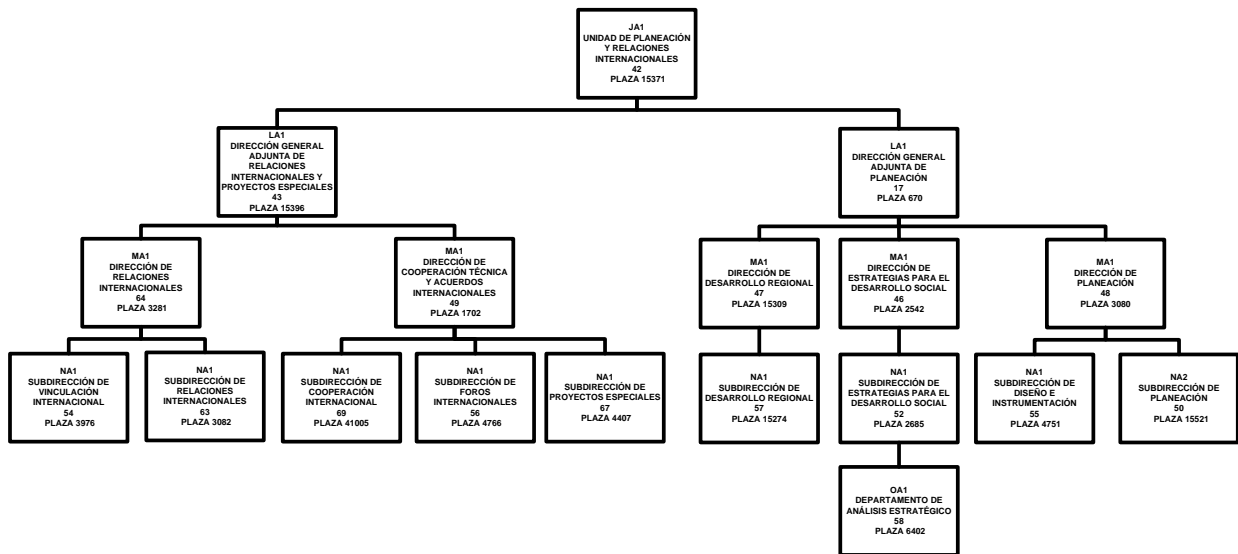 JA1
UNIDAD DE PLANEACIÓN
Y RELACIONES
INTERNACIONALES
42
PLAZA 15371
LA1
DIRECCIÓN GENERAL
ADJUNTA DE
RELACIONES
INTERNACIONALES Y
PROYECTOS ESPECIALES
43
PLAZA 15396
LA1
DIRECCIÓN GENERAL
ADJUNTA DE
PLANEACIÓN
17
PLAZA 670
MA1
DIRECCIÓN DE
RELACIONES
INTERNACIONALES
64
PLAZA 3281
MA1
DIRECCIÓN DE
COOPERACIÓN TÉCNICA
Y ACUERDOS
INTERNACIONALES
49
PLAZA 1702
MA1
DIRECCIÓN DE
DESARROLLO REGIONAL
47
PLAZA 15309
MA1
DIRECCIÓN DE
ESTRATEGIAS PARA EL
DESARROLLO SOCIAL
46
PLAZA 2542
MA1
DIRECCIÓN DE
PLANEACIÓN
48
PLAZA 3080
NA1
SUBDIRECCIÓN DE
VINCULACIÓN
INTERNACIONAL
54
PLAZA 3976
NA1
SUBDIRECCIÓN DE
RELACIONES
INTERNACIONALES
63
PLAZA 3082
NA1
SUBDIRECCIÓN DE
COOPERACIÓN
INTERNACIONAL
69
PLAZA 41005
NA1
SUBDIRECCIÓN DE
FOROS
INTERNACIONALES
56
PLAZA 4766
NA1
SUBDIRECCIÓN DE
PROYECTOS ESPECIALES
67
PLAZA 4407
NA1
SUBDIRECCIÓN DE
DESARROLLO REGIONAL
57
PLAZA 15274
NA1
SUBDIRECCIÓN DE
ESTRATEGIAS PARA EL
DESARROLLO SOCIAL
52
PLAZA 2685
NA1
SUBDIRECCIÓN DE
DISEÑO E
INSTRUMENTACIÓN
55
PLAZA 4751
NA2
SUBDIRECCIÓN DE
PLANEACIÓN
50
PLAZA 15521
OA1
DEPARTAMENTO DE
ANÁLISIS ESTRATÉGICO
58
PLAZA 6402